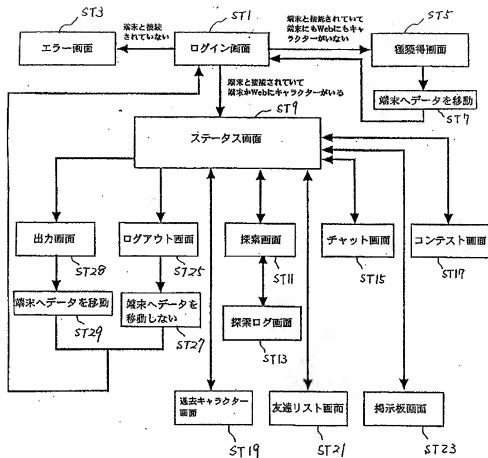 ST3
ST1
ST5
エラー画面
端末と接続
されていない
ログイン画面
端末と接続されていて
端末にもWebにもキャ
ラクターがいない
種獲得画面
端末と接続されていて
端末かWebにキャラクターがいる
端末へデータを移動
ST7
ST9
ステータス画面
出力画面
ST28
ログアウト画面
ST25
探索画面
ST11
チャット画面
ST15
コンテスト画面
ST17
端末へデータを移動
ST29
端末へデータを
移動しない
ST27
探索ログ画面
ST13
過去キャラクター
画面
ST19
友達リスト画面
ST21
掲示板画面
ST23